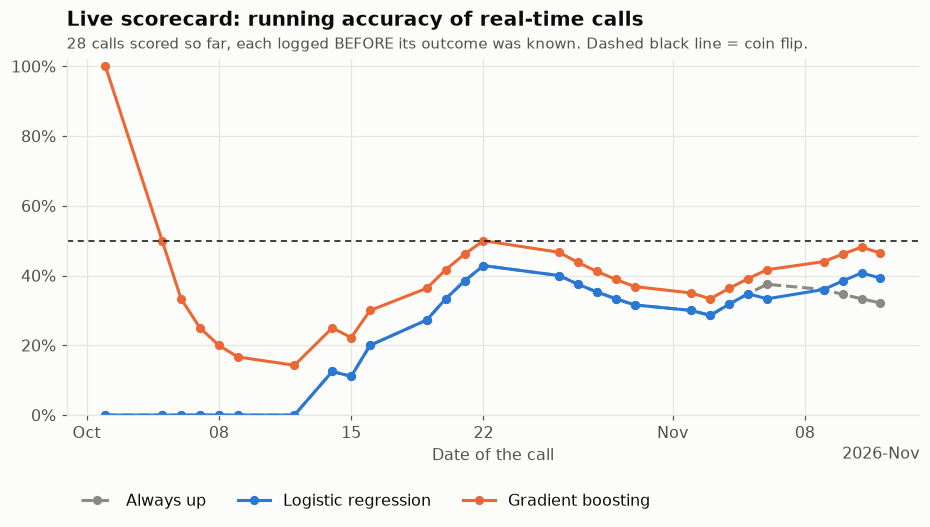 Live scorecard: running accuracy of real-time calls
28 calls scored so far, each logged BEFORE its outcome was known. Dashed black line = coin flip.
100%
80%
60%
40%
20%
0%
Oct 08 15 22 Nov 08
Date of the call
2026-Nov
Always up Logistic regression Gradient boosting